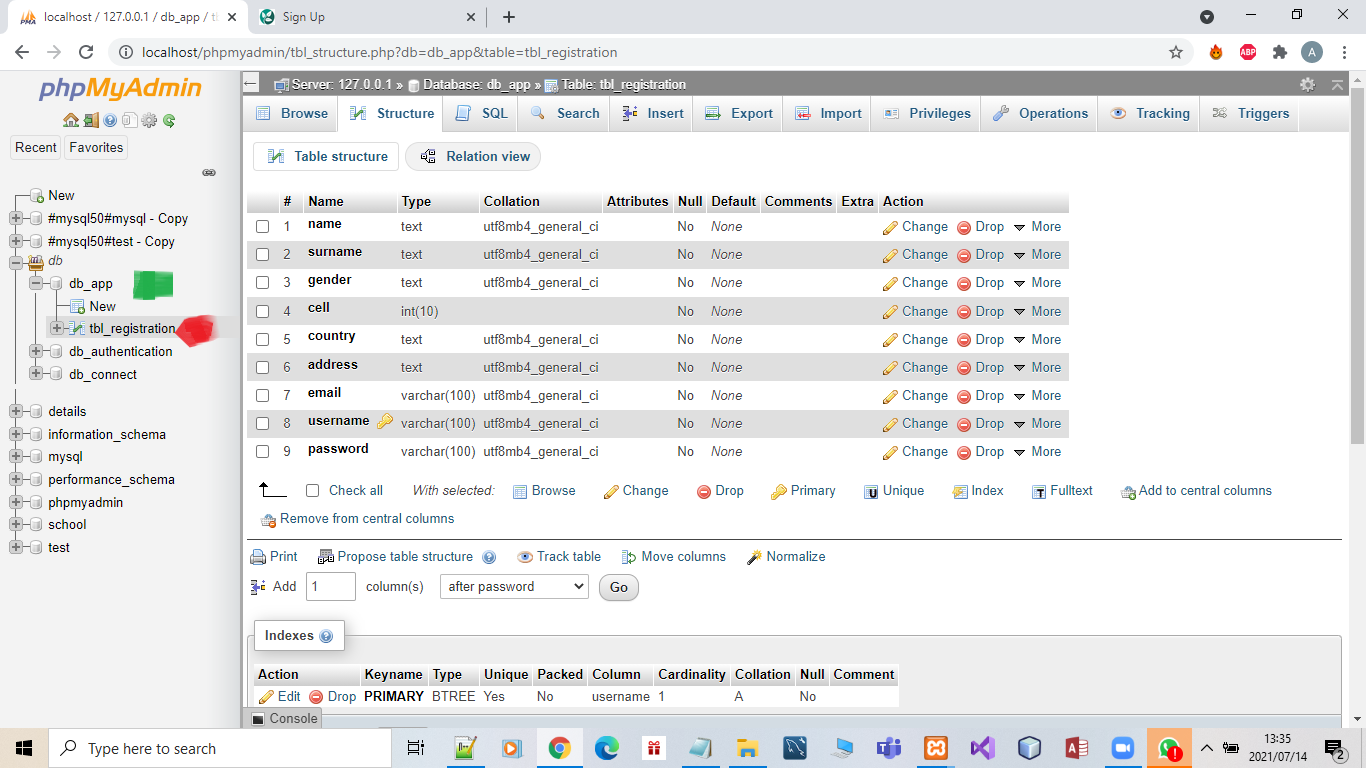 localhost / 127.0.0.1 / db_app / t
Sign Up
localhost/phpmyadmin/tbl_structure.php?db=db_app&table=tbl_registration
ABP
A
phpMyAdmin
Recent
Favorites
New
#mysql50#mysql - Copy
#mysql50#test - Copy
db
db_app
New
tbl_registration
db_authentication
db_connect
details
information_schema
mysql
performance_schema
phpmyadmin
school
test
Server: 127.0.0.1 » Database: db_app » Table: tbl_registration
Browse Structure SQL Search Insert Export Import Privileges Operations Tracking Triggers
Table structure Relation view
# Name Type Collation Attributes Null Default Comments Extra Action
1 name text utf8mb4_general_ci No None Change Drop More
2 surname text utf8mb4_general_ci No None Change Drop More
3 gender text utf8mb4_general_ci No None Change Drop More
4 cell int(10) No None Change Drop More
5 country text utf8mb4_general_ci No None Change Drop More
6 address text utf8mb4_general_ci No None Change Drop More
7 email varchar(100) utf8mb4_general_ci No None Change Drop More
8 username varchar(100) utf8mb4_general_ci No None Change Drop More
9 password varchar(100) utf8mb4_general_ci No None Change Drop More
Check all With selected: Browse Change Drop Primary Unique Index Fulltext Add to central columns
Remove from central columns
Print Propose table structure Track table Move columns Normalize
Add 1 column(s) after password Go
Indexes
Action Keyname Type Unique Packed Column Cardinality Collation Null Comment
Edit Drop PRIMARY BTREE Yes No username 1 A No
Console
Type here to search
13:35
2021/07/14
2